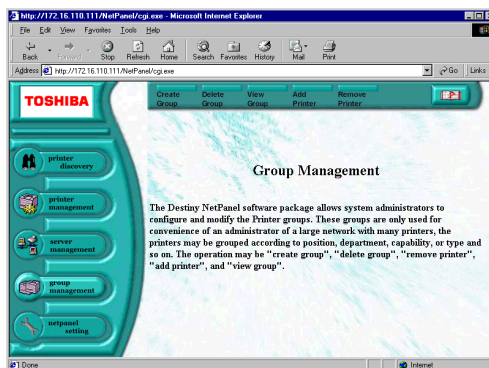 http://172.16.110.111/NetPanel/cgi.exe - Microsoft Internet Explorer
File Edit View Favorites Tools Help
Back Forward Stop Refresh Home Search Favorites History Mail Print
Address http://172.16.110.111/NetPanel/cgi.exe Go Links
TOSHIBA
Create Group
Delete Group
View Group
Add Printer
Remove Printer
printer discovery
printer management
server management
group management
netpanel setting
Group Management
The Destiny NetPanel software package allows system administrators to
configure and modify the Printer groups. These groups are only used for
convenience of an administrator of a large network with many printers, the
printers may be grouped according to position, department, capability, or type and
so on. The operation may be "create group", "delete group", "remove printer",
"add printer", and "view group".
Done
Internet